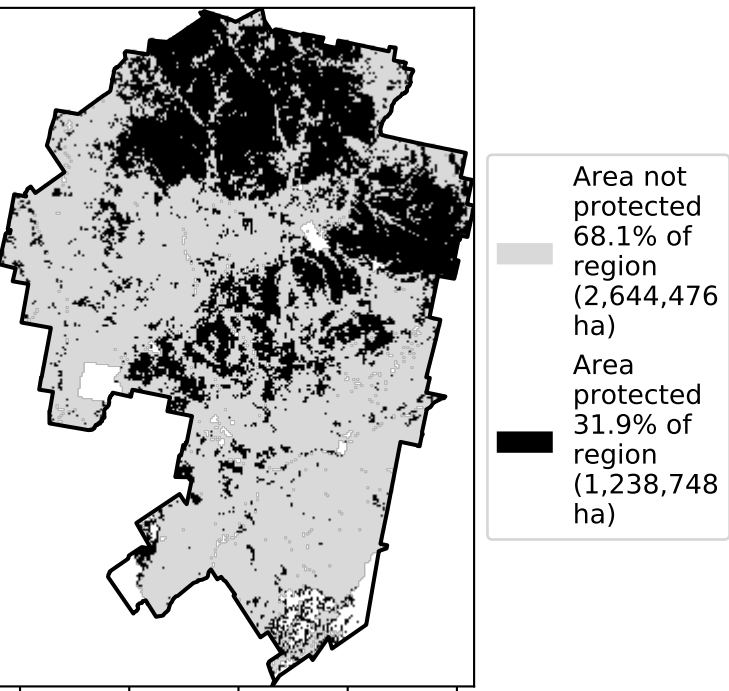 Area not
protected
68.1% of
region
(2,644,476
ha)
Area
protected
31.9% of
region
(1,238,748
ha)